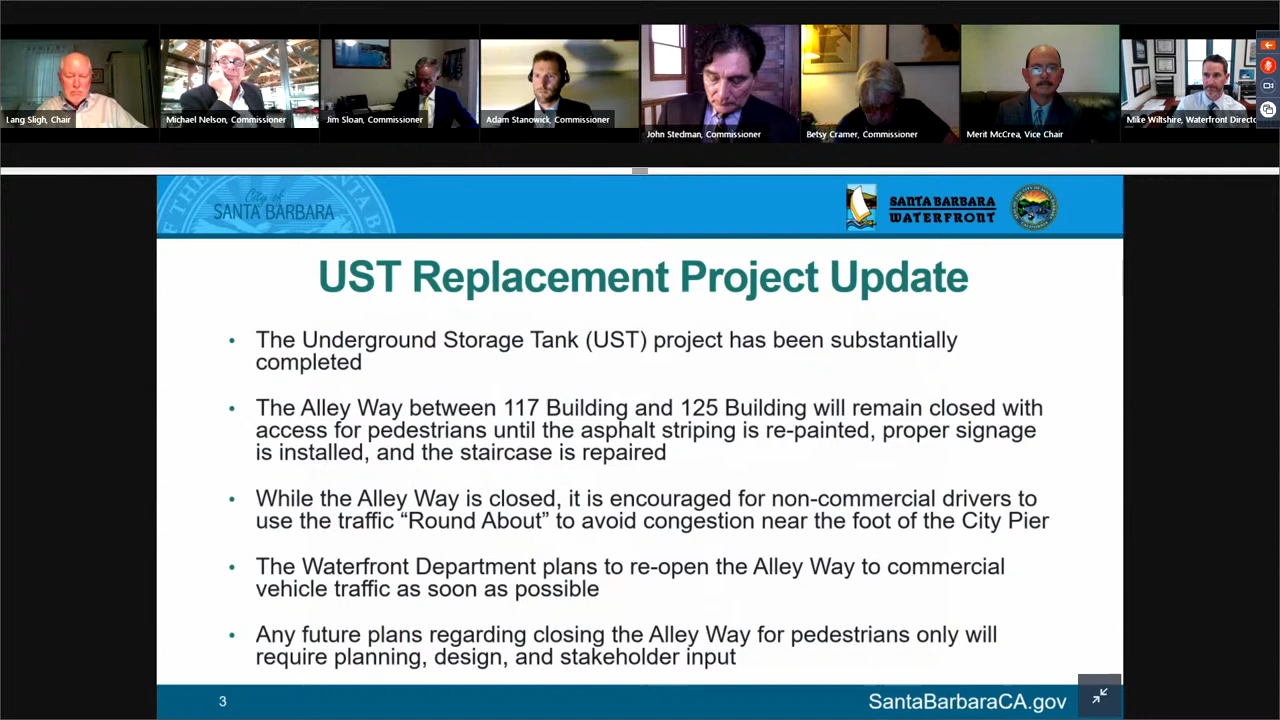 Lang Sligh, Chair
Michael Nelson, Commissioner
Jim Sloan, Commissioner
Adam Stanowick, Commissioner
John Stedman, Commissioner
Betsy Cramer, Commissioner
Merit McCrea, Vice Chair
Mike Wiltshire, Waterfront Directo
City of
SANTA BARBARA
SANTA BARBARA
WATERFRONT
UST Replacement Project Update
• The Underground Storage Tank (UST) project has been substantially
completed
• The Alley Way between 117 Building and 125 Building will remain closed with
access for pedestrians until the asphalt striping is re-painted, proper signage
is installed, and the staircase is repaired
• While the Alley Way is closed, it is encouraged for non-commercial drivers to
use the traffic “Round About” to avoid congestion near the foot of the City Pier
• The Waterfront Department plans to re-open the Alley Way to commercial
vehicle traffic as soon as possible
• Any future plans regarding closing the Alley Way for pedestrians only will
require planning, design, and stakeholder input
3
SantaBarbaraCA.gov